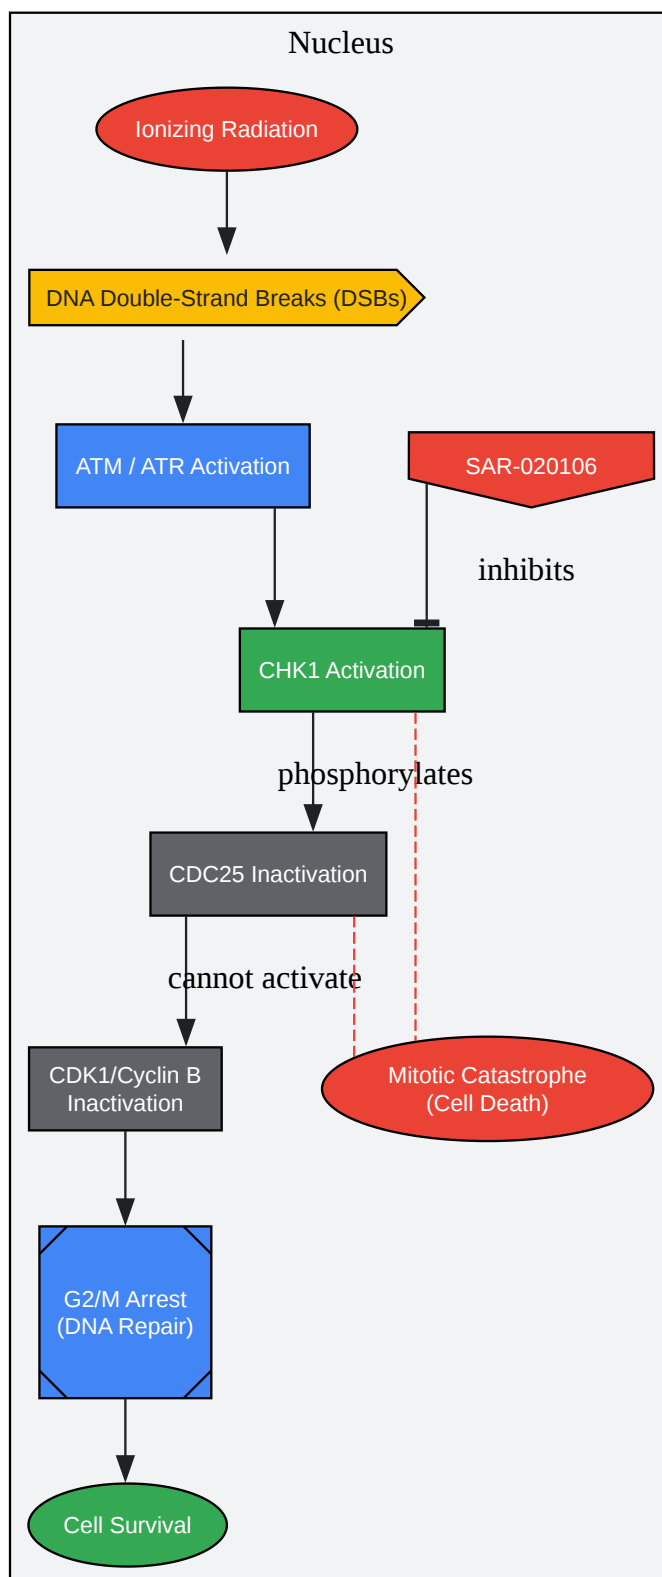 Nucleus
Ionizing Radiation
DNA Double-Strand Breaks (DSBs)
ATM / ATR Activation
SAR-020106
inhibits
CHK1 Activation
phosphorylates
CDC25 Inactivation
cannot activate
CDK1/Cyclin B
Inactivation
Mitotic Catastrophe
(Cell Death)
G2/M Arrest
(DNA Repair)
Cell Survival